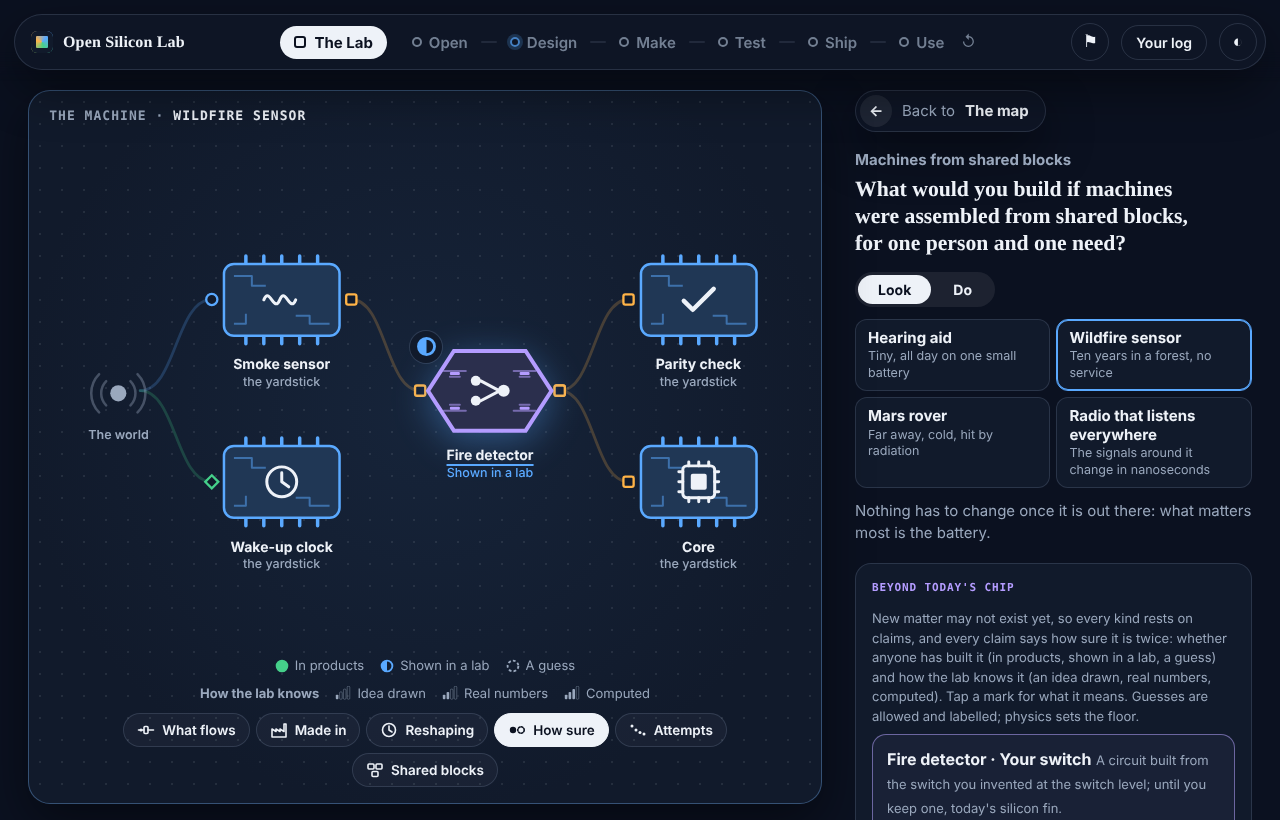 Open Silicon Lab
The Lab
Open
Design
Make
Test
Ship
Use
Your log
THE MACHINE · WILDFIRE SENSOR
Smoke sensor
the yardstick
Parity check
the yardstick
The world
Fire detector
Shown in a lab
Wake-up clock
the yardstick
Core
the yardstick
In products
Shown in a lab
A guess
How the lab knows
Idea drawn
Real numbers
Computed
What flows
Made in
Reshaping
How sure
Attempts
Shared blocks
Back to The map
Machines from shared blocks
What would you build if machines
were assembled from shared blocks,
for one person and one need?
Look
Do
Hearing aid
Tiny, all day on one small
battery
Wildfire sensor
Ten years in a forest, no
service
Mars rover
Far away, cold, hit by
radiation
Radio that listens
everywhere
The signals around it
change in nanoseconds
Nothing has to change once it is out there: what matters
most is the battery.
BEYOND TODAY'S CHIP
New matter may not exist yet, so every kind rests on
claims, and every claim says how sure it is twice: whether
anyone has built it (in products, shown in a lab, a guess)
and how the lab knows it (an idea drawn, real numbers,
computed). Tap a mark for what it means. Guesses are
allowed and labelled; physics sets the floor.
Fire detector · Your switch A circuit built from
the switch you invented at the switch level; until you
keep one, today's silicon fin.